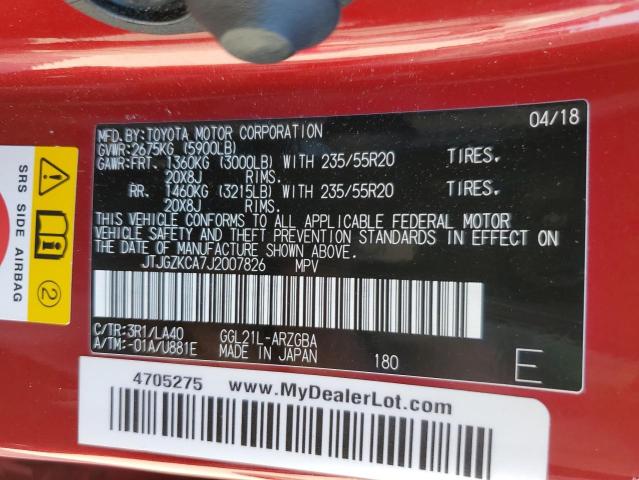 04/18
MFD.BY:TOYOTA MOTOR CORPORATION
GVWR:2675KG (5900LB)
GAWR:FRT. 1360KG (3000LB) WITH 235/55R20 TIRES.
20X8J RIMS.
RR. 1460KG (3215LB) WITH 235/55R20 TIRES.
20X8J RIMS.
THIS VEHICLE CONFORMS TO ALL APPLICABLE FEDERAL MOTOR
VEHICLE SAFETY AND THEFT PREVENTION STANDARDS IN EFFECT ON
THE DATE OF MANUFACTURE SHOWN ABOVE.
JTJGZKCA7J2007826 MPV
C/TR:3R1/LA40 GGL21L-ARZGBA
A/TM:-01A/U881E MADE IN JAPAN 180 E
SRS SIDE AIRBAG
2
4705275 www.MyDealerLot.com